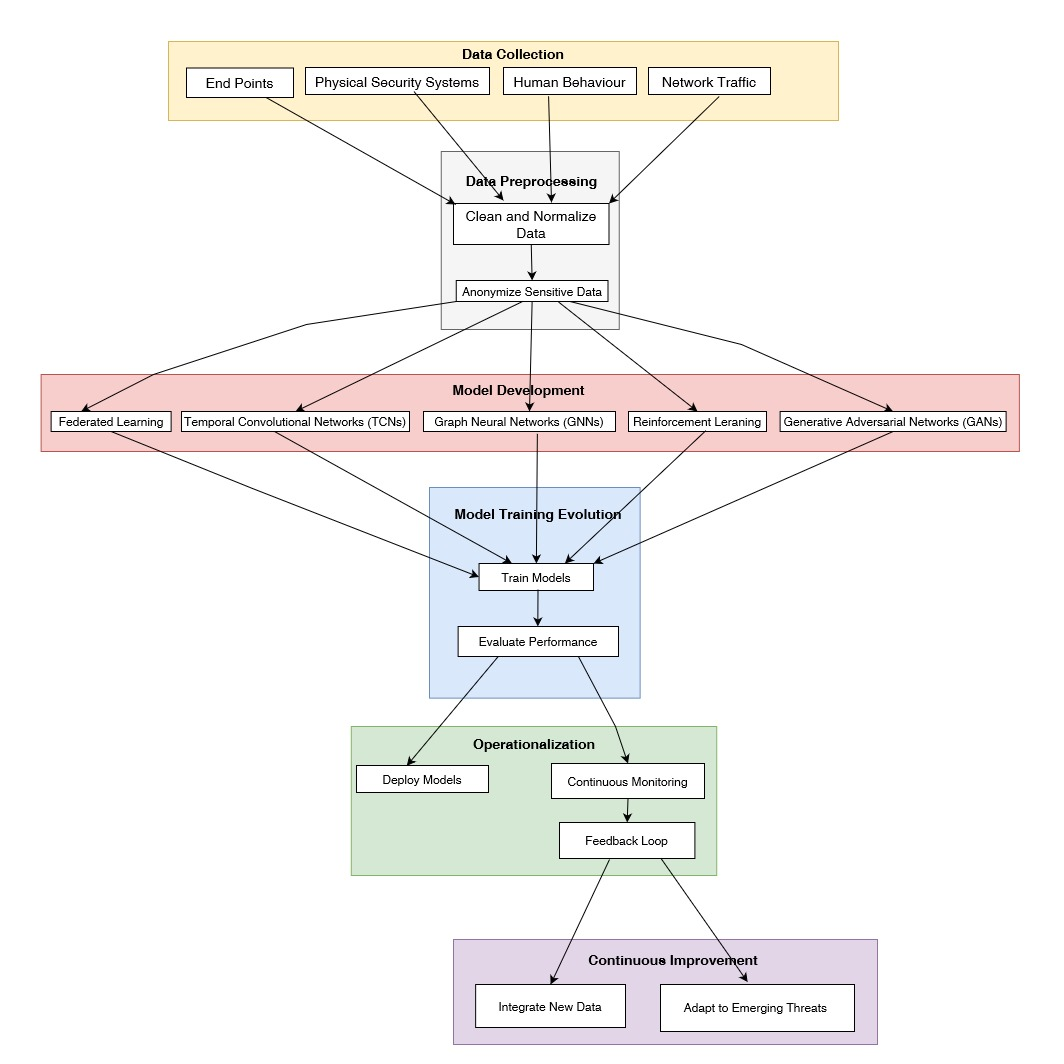 Data Collection
End Points
Physical Security Systems
Human Behaviour
Network Traffic
Data Preprocessing
Clean and Normalize
Data
Anonymize Sensitive Data
Model Development
Federated Learning
Temporal Convolutional Networks (TCNs)
Graph Neural Networks (GNNs)
Reinforcement Leraning
Generative Adversarial Networks (GANs)
Model Training Evolution
Train Models
Evaluate Performance
Operationalization
Deploy Models
Continuous Monitoring
Feedback Loop
Continuous Improvement
Integrate New Data
Adapt to Emerging Threats